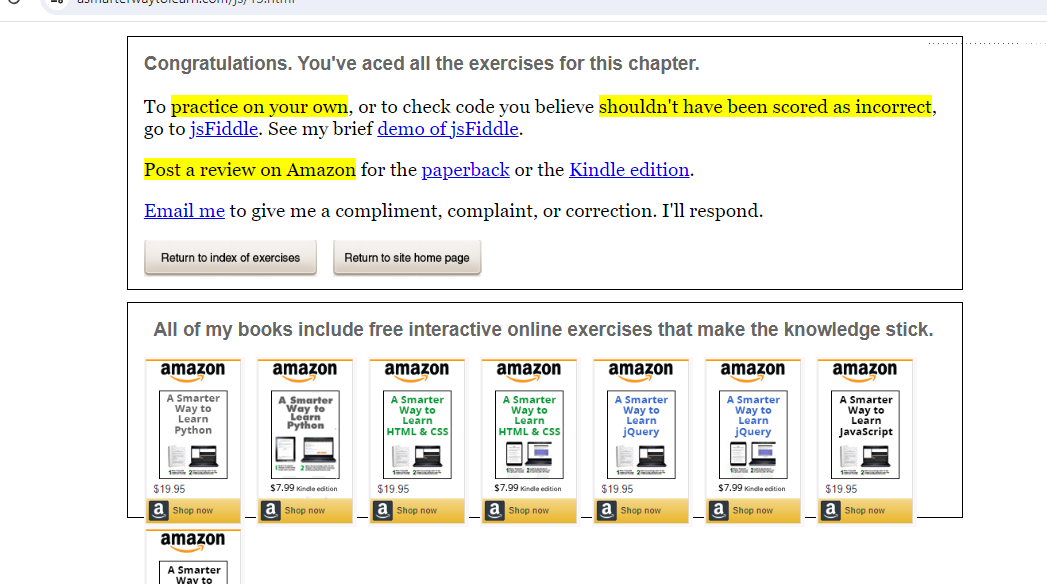 asmarterwaytolearn.com/js/15.html
Congratulations. You've aced all the exercises for this chapter.
To practice on your own, or to check code you believe shouldn't have been scored as incorrect,
go to jsFiddle. See my brief demo of jsFiddle.
Post a review on Amazon for the paperback or the Kindle edition.
Email me to give me a compliment, complaint, or correction. I'll respond.
Return to index of exercises Return to site home page
All of my books include free interactive online exercises that make the knowledge stick.
amazon amazon amazon amazon amazon amazon amazon
A Smarter A Smarter A Smarter A Smarter A Smarter A Smarter A Smarter
Way to Way to Way to Way to Way to Way to Way to
Learn Learn Learn Learn Learn Learn Learn
Python Python HTML & CSS HTML & CSS jQuery jQuery JavaScript
$19.95 $7.99 Kindle edition $19.95 $7.99 Kindle edition $19.95 $7.99 Kindle edition $19.95
a Shop now a Shop now a Shop now a Shop now a Shop now a Shop now a Shop now
amazon
A Smarter
Way to